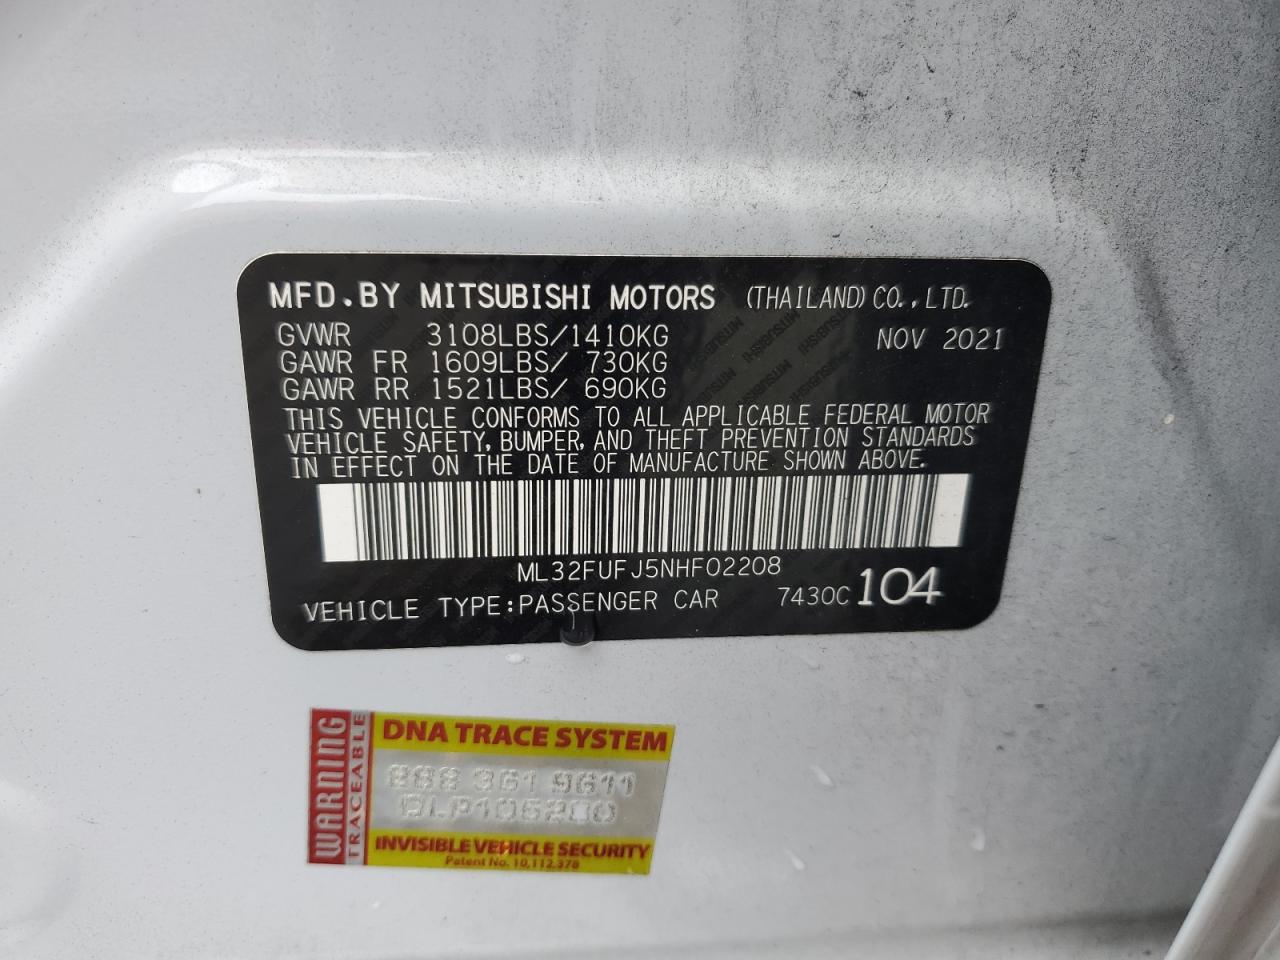 MFD.BY MITSUBISHI MOTORS (THAILAND) CO.,LTD.
GVWR 3108LBS/1410KG NOV 2021
GAWR FR 1609LBS/ 730KG
GAWR RR 1521LBS/ 690KG
THIS VEHICLE CONFORMS TO ALL APPLICABLE FEDERAL MOTOR
VEHICLE SAFETY, BUMPER, AND THEFT PREVENTION STANDARDS
IN EFFECT ON THE DATE OF MANUFACTURE SHOWN ABOVE.
ML32FUFJ5NHF02208
VEHICLE TYPE:PASSENGER CAR 7430C 104
WARNING
TRACEABLE
DNA TRACE SYSTEM
888 361 9611
INVISIBLE VEHICLE SECURITY
Patent No. 10,112,378